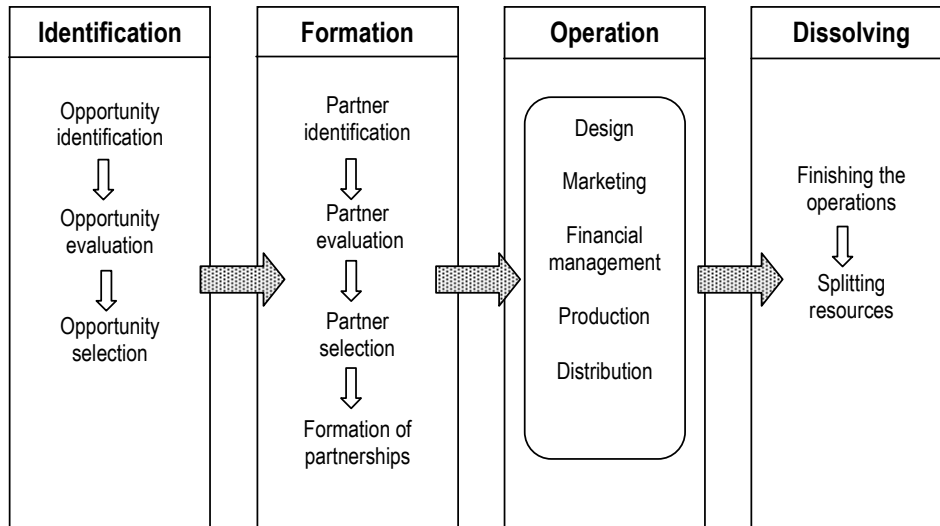 Identification
Opportunity
identification
Opportunity
evaluation
Opportunity
selection
Formation
Partner
identification
Partner
evaluation
Partner
selection
Formation of
partnerships
Operation
Design
Marketing
Financial
management
Production
Distribution
Dissolving
Finishing the
operations
Splitting
resources